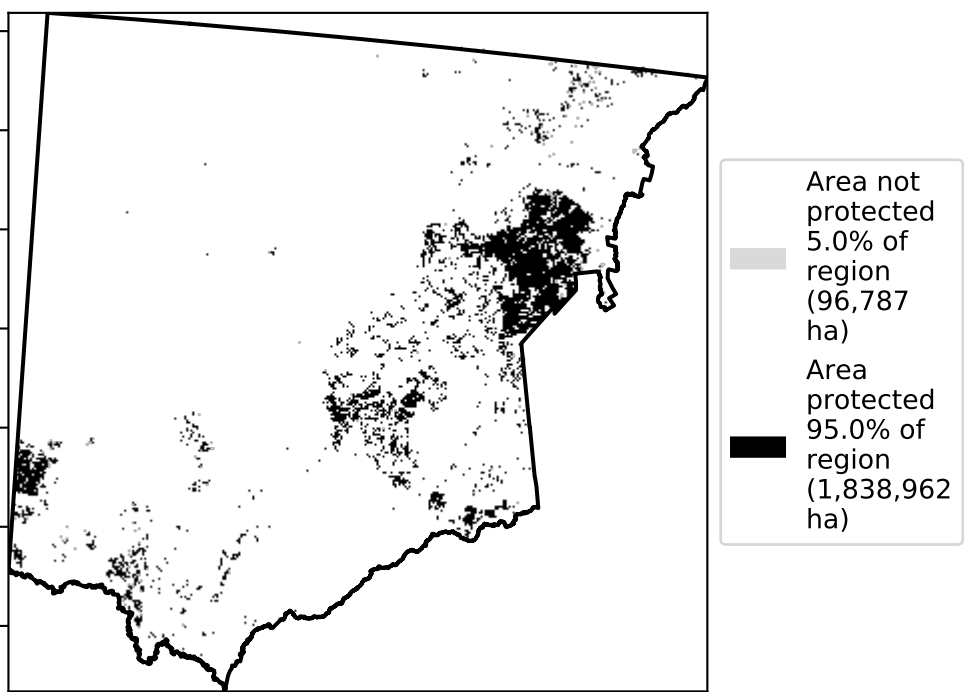 Area not
protected
5.0% of
region
(96,787
ha)
Area
protected
95.0% of
region
(1,838,962
ha)